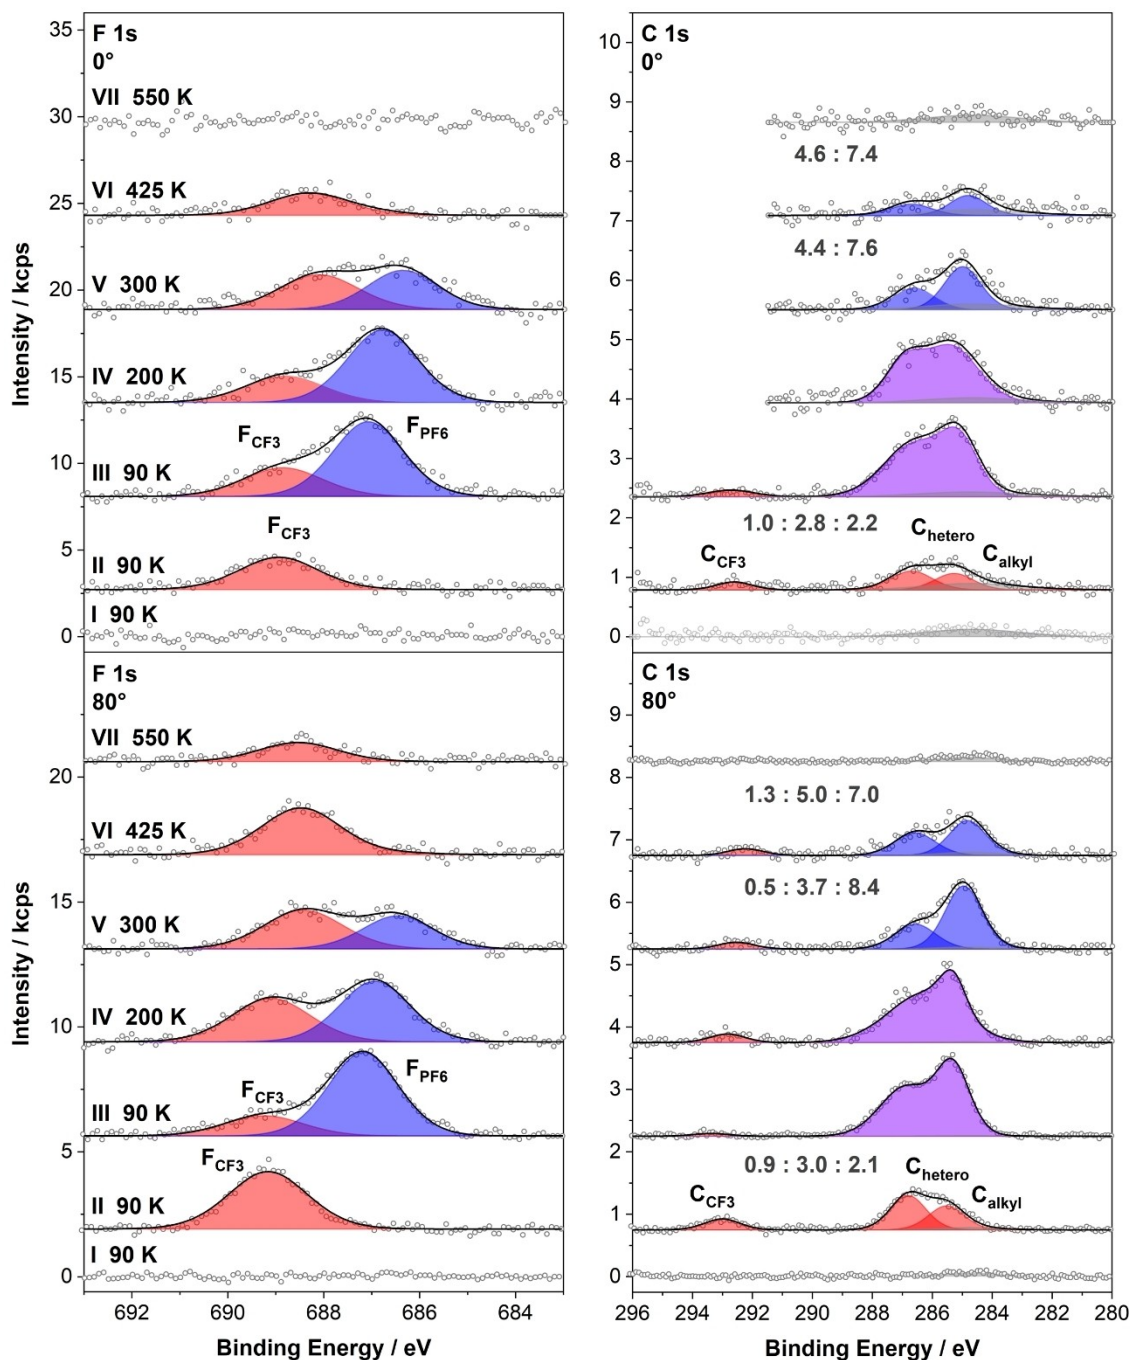 F 1s
0°
VII 550 K
VI 425 K
V 300 K
IV 200 K
F_CF3
F_PF6
III 90 K
F_CF3
II 90 K
I 90 K
35
30
25
20
15
10
5
0
Intensity / kcps
F 1s
80°
VII 550 K
VI 425 K
V 300 K
IV 200 K
F_CF3
F_PF6
III 90 K
F_CF3
II 90 K
I 90 K
20
15
10
5
0
Intensity / kcps
692 690 688 686 684
Binding Energy / eV
C 1s
0°
4.6 : 7.4
4.4 : 7.6
1.0 : 2.8 : 2.2
C_CF3
C_hetero
C_alkyl
10
9
8
7
6
5
4
3
2
1
0
C 1s
80°
1.3 : 5.0 : 7.0
0.5 : 3.7 : 8.4
0.9 : 3.0 : 2.1
C_CF3
C_hetero
C_alkyl
9
8
7
6
5
4
3
2
1
0
296 294 292 290 288 286 284 282 280
Binding Energy / eV